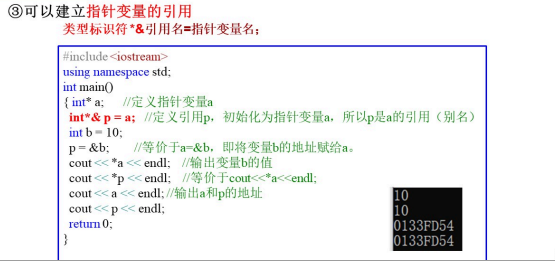 ③可以建立指针变量的引用
类型标识符*&引用名=指针变量名;
#include <iostream>
using namespace std;
int main()
{ int* a; //定义指针变量a
int*& p = a; //定义引用p，初始化为指针变量a，所以p是a的引用（别名）
int b = 10;
p = &b; //等价于a=&b，即将变量b的地址赋给a。
cout << *a << endl; //输出变量b的值
cout << *p << endl; //等价于cout<<*a<<endl;
cout << a << endl; //输出a和p的地址
cout << p << endl;
return 0;
}
10
10
0133FD54
0133FD54